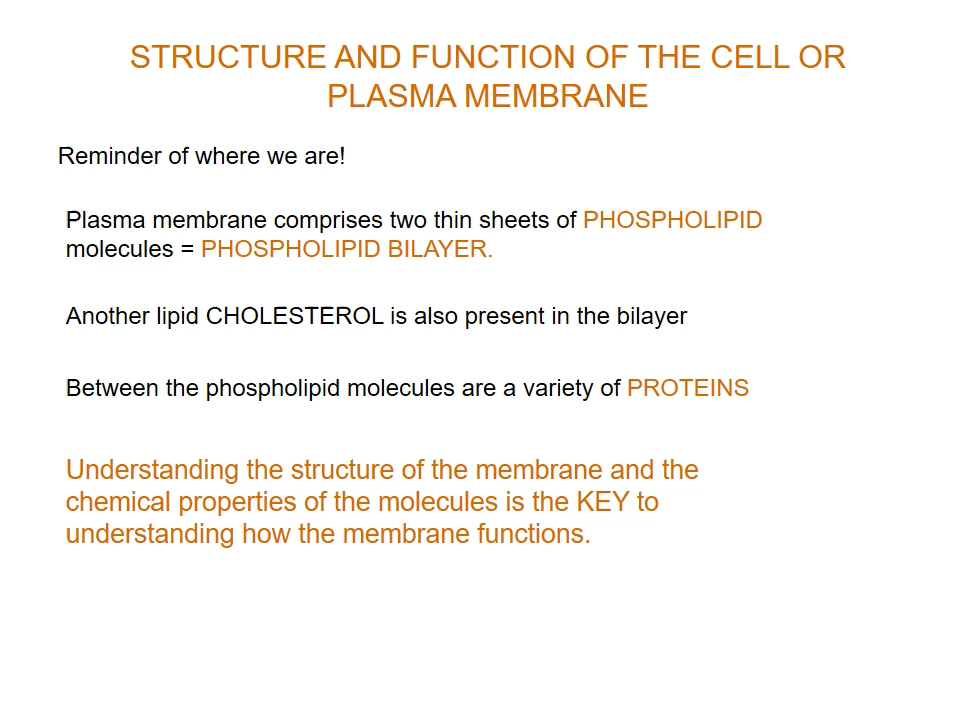 STRUCTURE AND FUNCTION OF THE CELL OR
PLASMA MEMBRANE
Reminder of where we are!
Plasma membrane comprises two thin sheets of PHOSPHOLIPID
molecules = PHOSPHOLIPID BILAYER.
Another lipid CHOLESTEROL is also present in the bilayer
Between the phospholipid molecules are a variety of PROTEINS
Understanding the structure of the membrane and the
chemical properties of the molecules is the KEY to
understanding how the membrane functions.